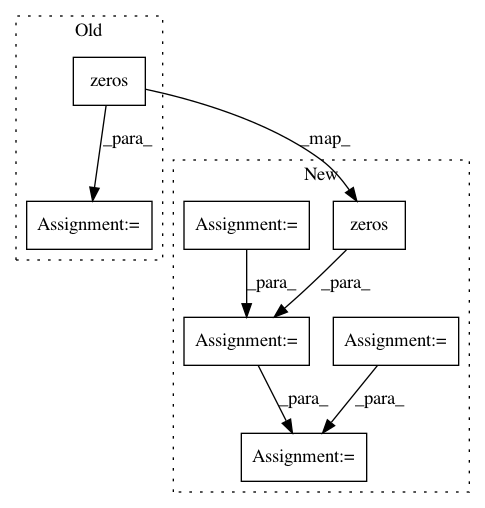 Old
zeros
_para_
_map_
New
Assignment:=
Assignment:=
zeros
_para_
_para_
Assignment:=
Assignment:=
_para_
_para_
Assignment:=